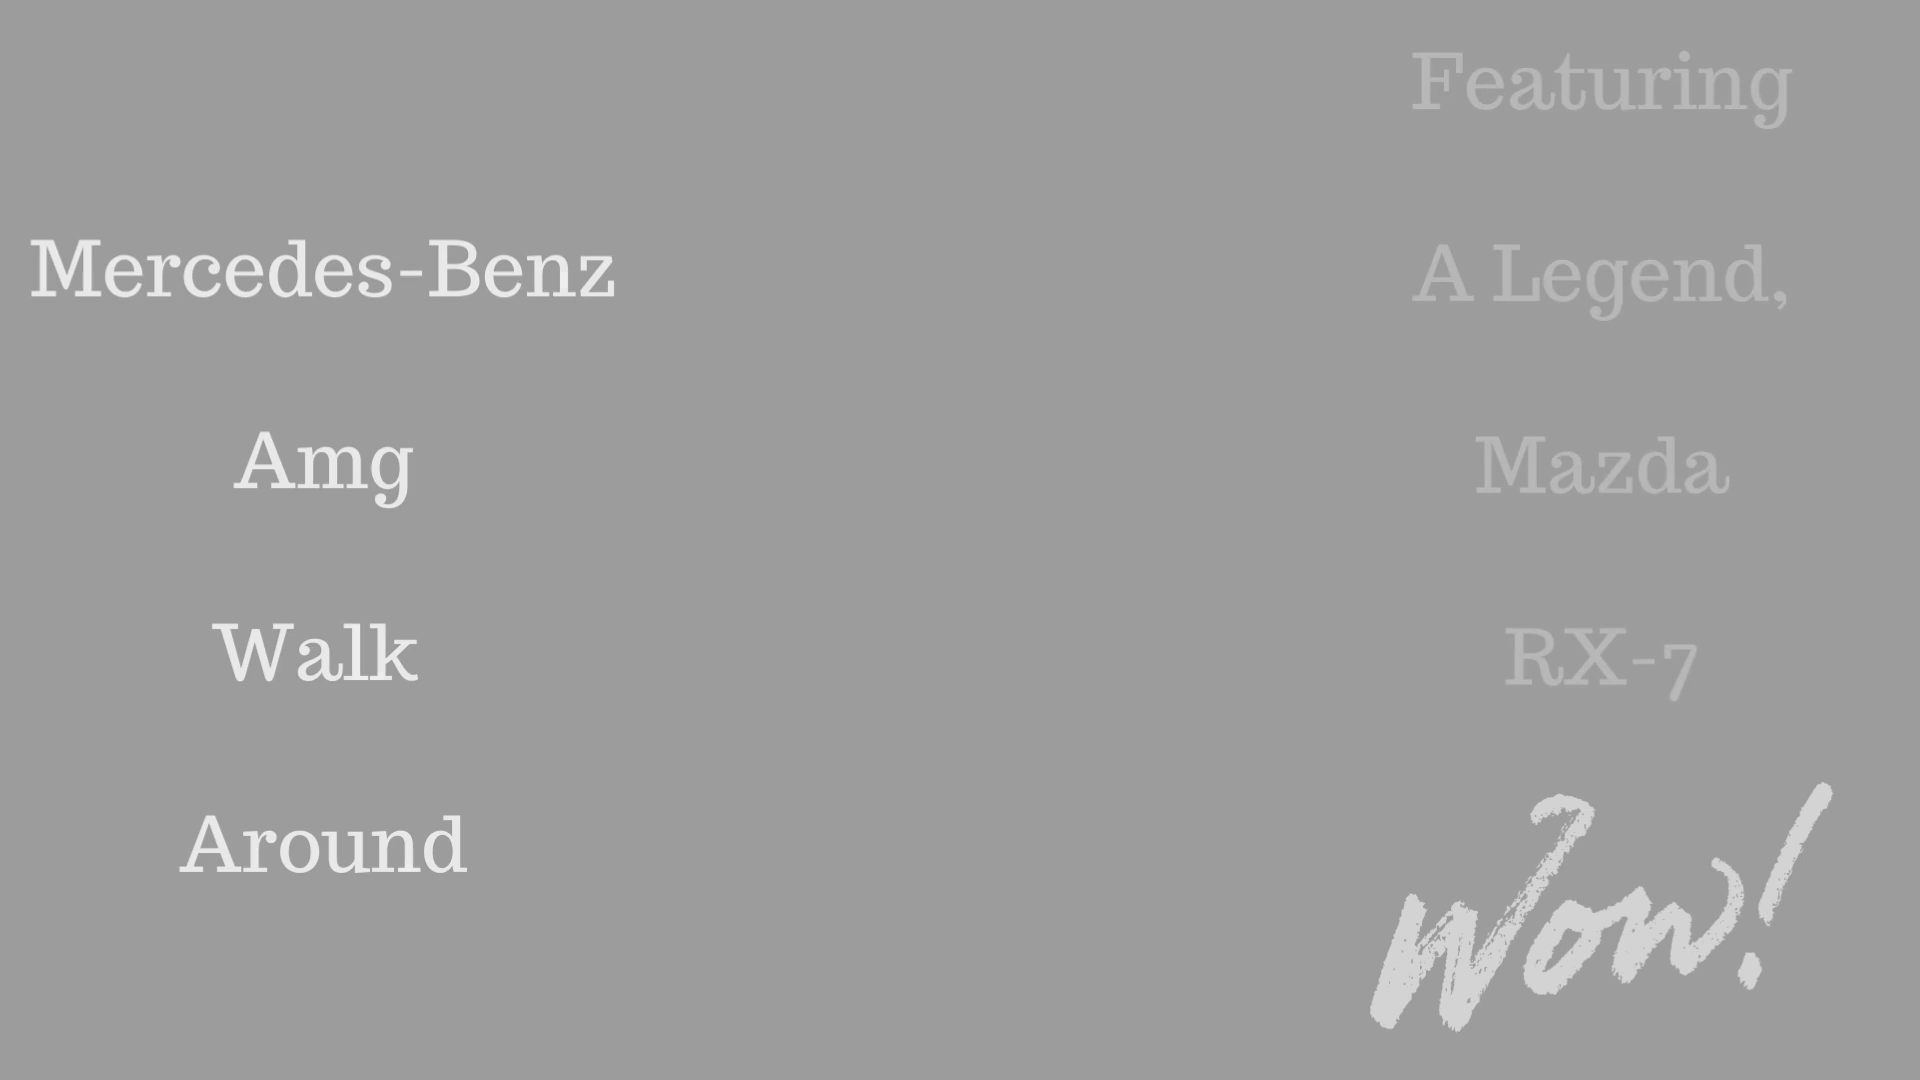 Mercedes-Benz
Amg
Walk
Around
Featuring
A Legend,
Mazda
RX-7
Wow!